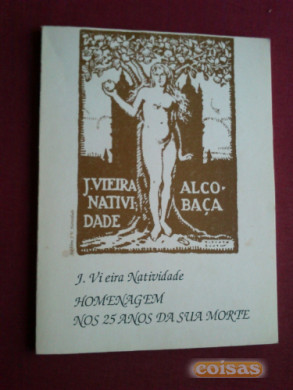 J. VIEIRA
NATIVI-
DADE
ALCO-
BAÇA
J. Vieira Natividade
HOMENAGEM
NOS 25 ANOS DA SUA MORTE
coisas